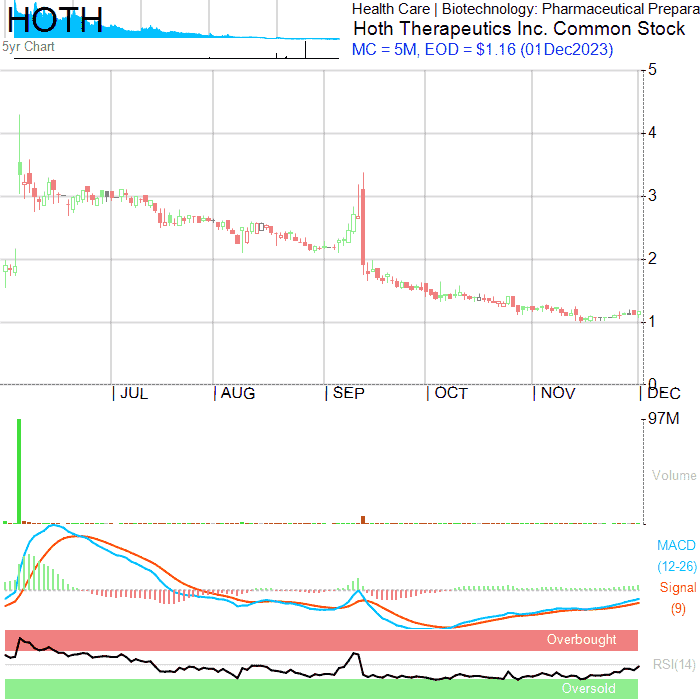 HOTH
5yr Chart
Health Care | Biotechnology: Pharmaceutical Prepara
Hoth Therapeutics Inc. Common Stock
MC = 5M, EOD = $1.16 (01Dec2023)
5
4
3
2
1
0
| JUL | AUG | SEP | OCT | NOV | DEC
97M
Volume
MACD
(12-26)
Signal
(9)
Overbought
RSI(14)
Oversold